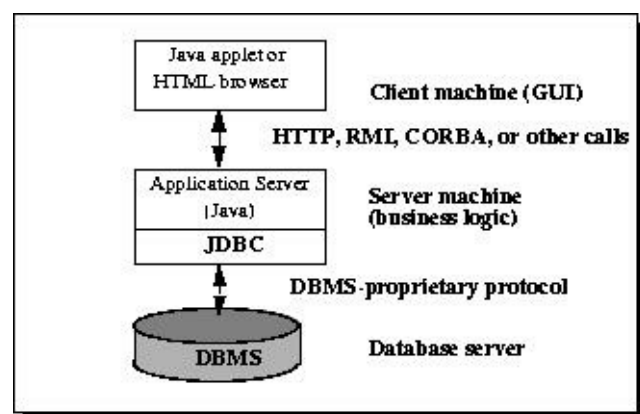 Java applet or
HTML browser
Client machine (GUI)
HTTP, RMI, CORBA, or other calls
Application Server
(Java)
JDBC
Server machine
(business logic)
DBMS-proprietary protocol
DBMS
Database server